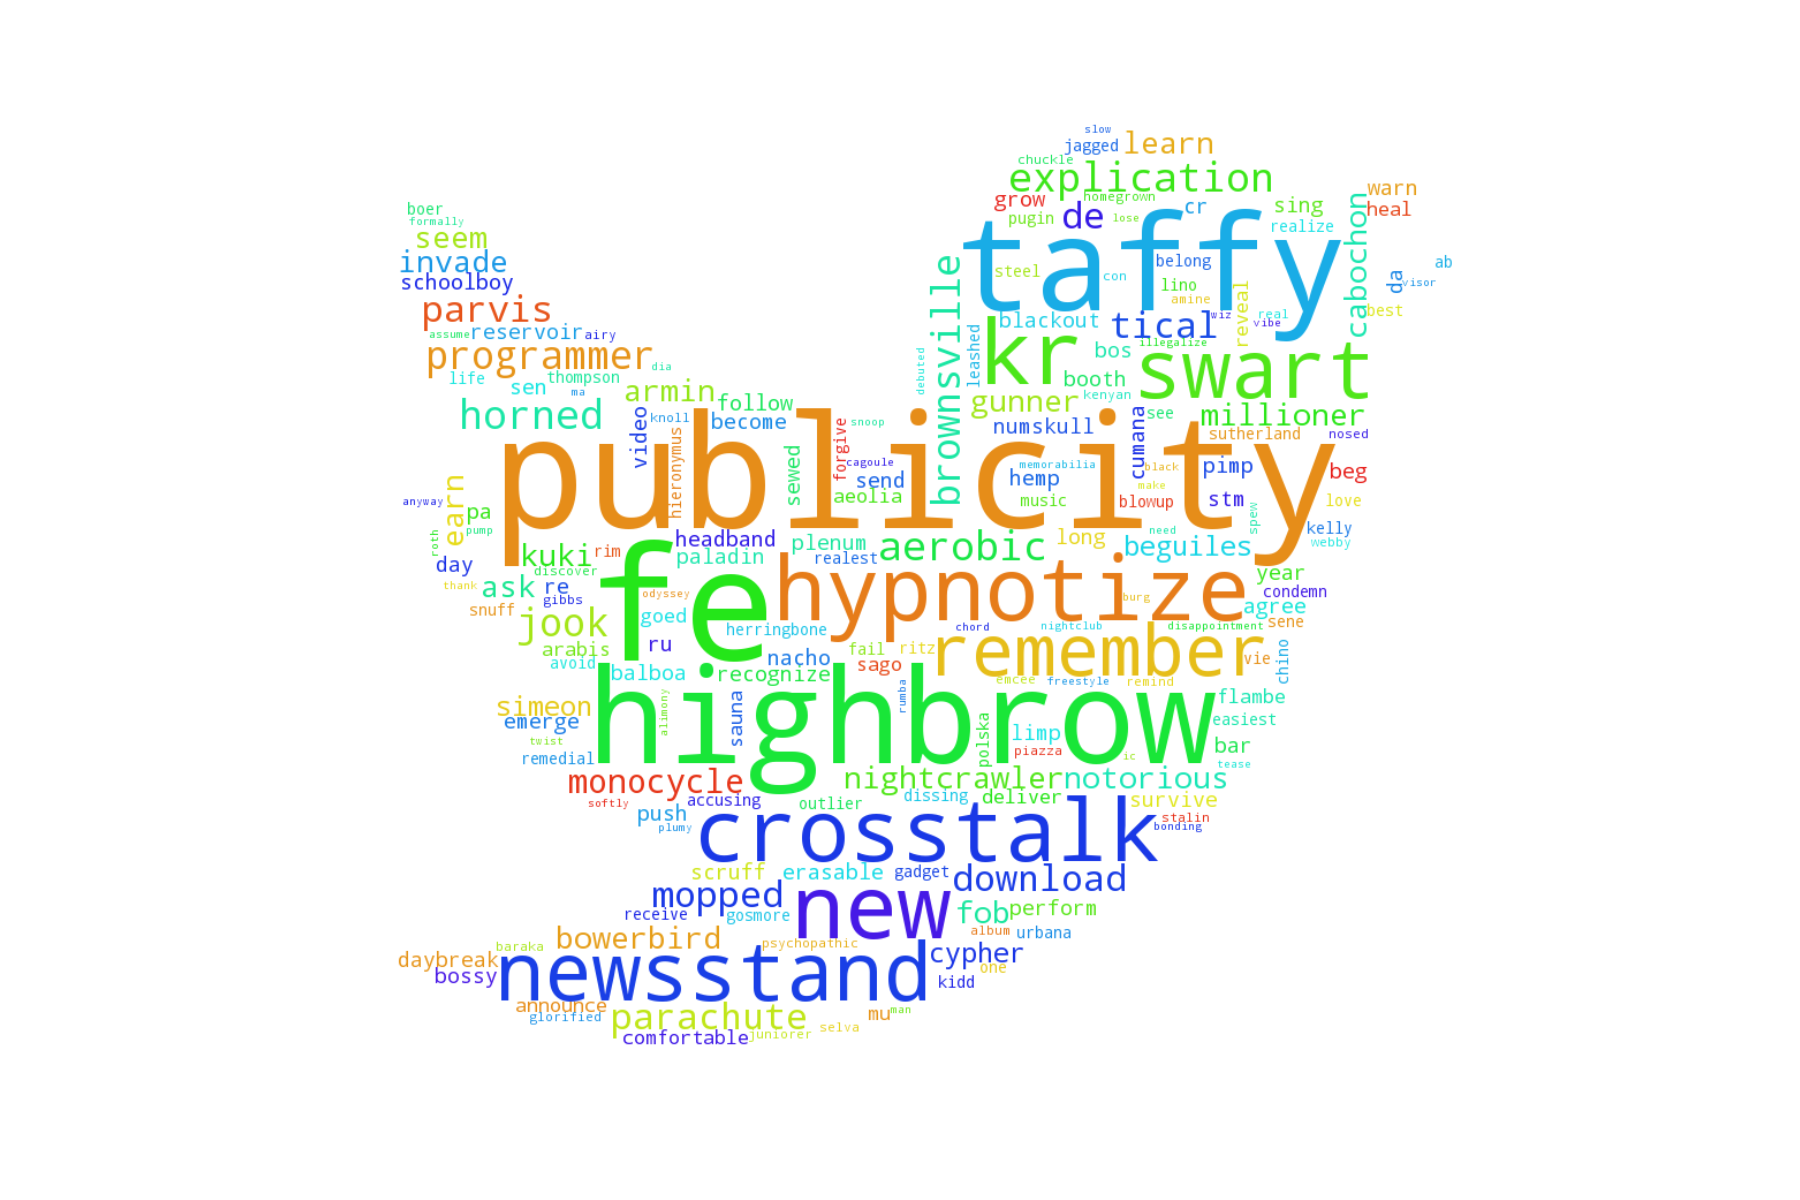 slow
jagged
learn
chuckle
explication
warn
boer
formally
grow
homegrown
cr
sing
heal
pugin
de
lose
realize
cabochon
seem
taffy
invade
schoolboy
brownsville
steel
con
belong
ab
lino
da
visor
amine
reveal
best
parvis
blackout
tical
wiz
real
vibe
assume
reservoir
airy
kr
illegalize
programmer
bos
swart
debuted
leashed
dia
life
sen
thompson
ma
armin
follow
booth
kenyan
gunner
horned
video
knoll
become
forgive
snoop
numskull
cumana
see
millioner
sutherland
nosed
publicity
hieronymus
sewed
cagoule
send
aeolia
memorabilia
hemp
music
black
make
pimp
beg
blowup
stm
love
anyway
earn
pa
pump
roth
headband
plenum
realest
aerobic
long
need
beguiles
spew
kelly
webby
kuki
rim
paladin
discover
day
thank
ask
re
gibbs
fe
odyssey
hypnotize
burg
year
condemn
agree
snuff
jook
goed
herringbone
chord
nightclub
disappointment
sene
arabis
ru
nacho
fail
ritz
remember
vie
chino
avoid
balboa
recognize
sago
emcee
freestyle
remind
rumba
flambe
simeon
emerge
alimony
sauna
highbrow
polska
limp
easiest
twist
remedial
piazza
ic
bar
tease
monocycle
nightcrawler
notorious
softly
accusing
outlier
dissing
deliver
survive
push
plumy
crosstalk
stalin
bonding
scruff
erasable
gadget
download
mopped
new
fob
perform
receive
gosmore
album
urbana
bowerbird
psychopathic
cypher
baraka
daybreak
bossy
newsstand
one
kidd
announce
glorified
parachute
selva
mu
man
comfortable
juniorer